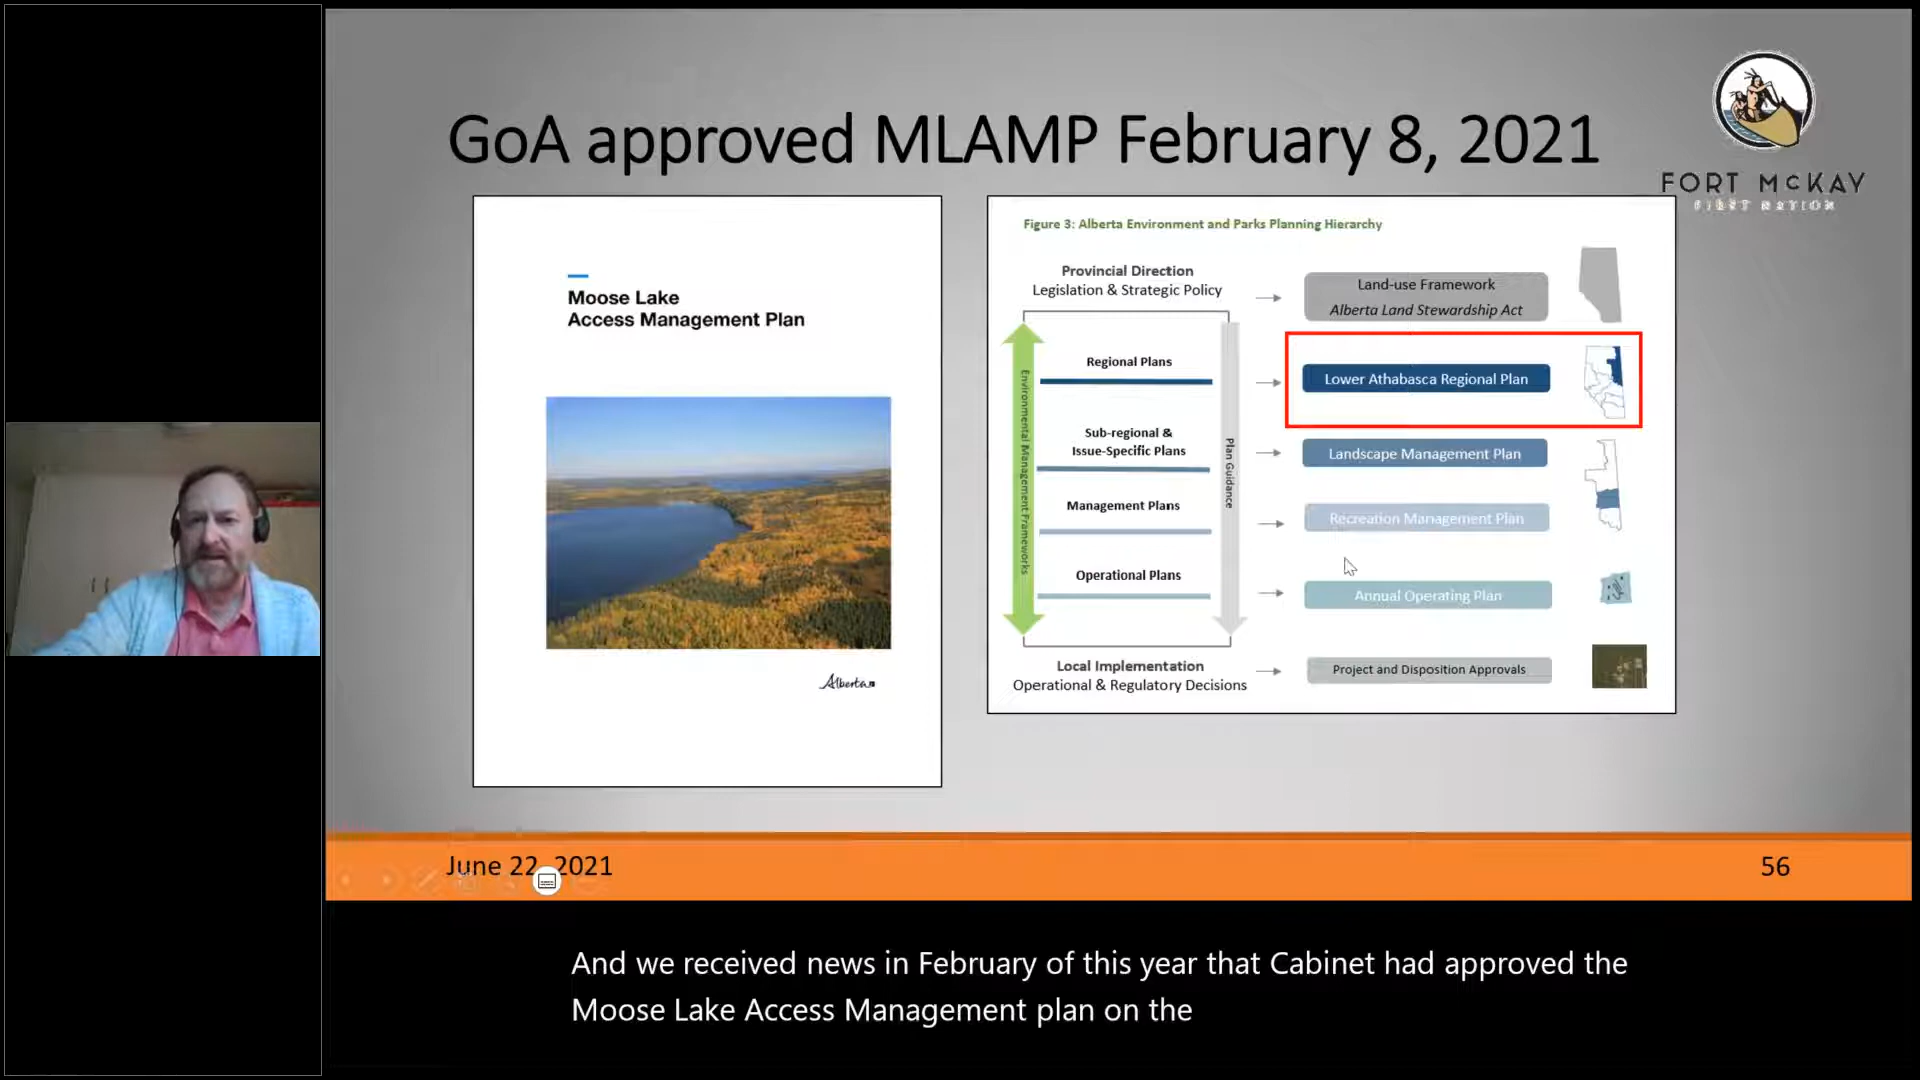 GoA approved MLAMP February 8, 2021
FORT McKAY
FIRST NATION
Moose Lake
Access Management Plan
Alberta
Figure 3: Alberta Environment and Parks Planning Hierarchy
Provincial Direction
Legislation & Strategic Policy
Land-use Framework
Alberta Land Stewardship Act
Environmental Management Frameworks
Plan Guidance
Regional Plans
Lower Athabasca Regional Plan
Sub-regional &
Issue-Specific Plans
Landscape Management Plan
Management Plans
Recreation Management Plan
Operational Plans
Annual Operating Plan
Local Implementation
Operational & Regulatory Decisions
Project and Disposition Approvals
June 22, 2021
56
And we received news in February of this year that Cabinet had approved the
Moose Lake Access Management plan on the